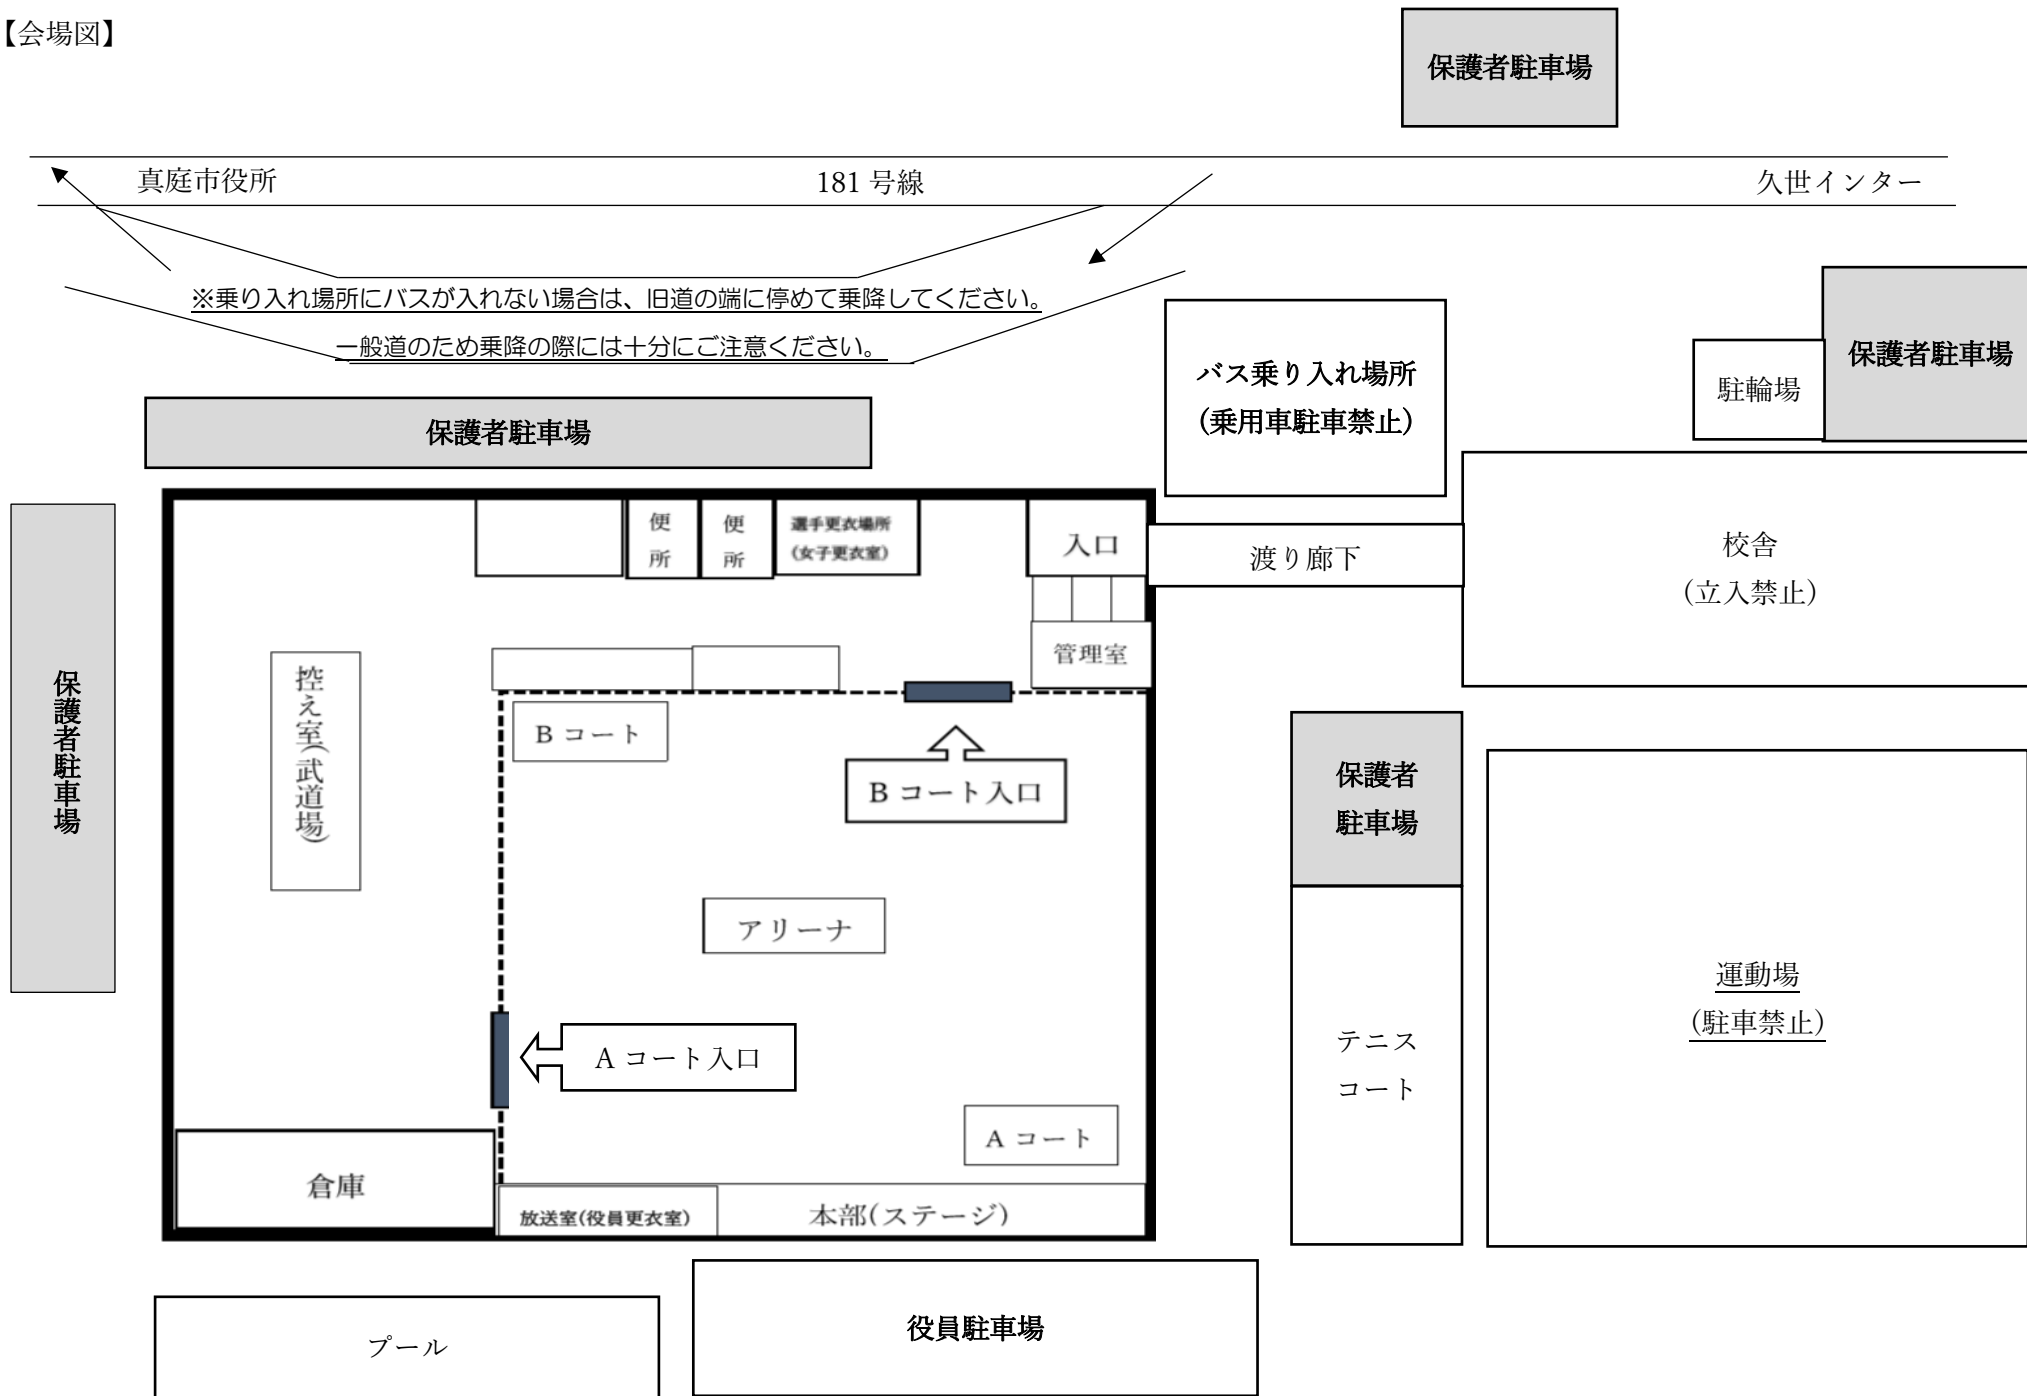 【会場図】
保護者駐車場
真庭市役所
181 号線
久世インター
※乗り入れ場所にバスが入れない場合は、旧道の端に停めて乗降してください。
一般道のため乗降の際には十分にご注意ください。
バス乗り入れ場所
(乗用車駐車禁止)
駐輪場
保護者駐車場
保護者駐車場
保護者駐車場
便所
便所
選手更衣場所
(女子更衣室)
入口
渡り廊下
校舎
(立入禁止)
管理室
控え室(武道場)
B コート
B コート入口
保護者
駐車場
アリーナ
運動場
(駐車禁止)
テニス
コート
A コート入口
A コート
倉庫
放送室(役員更衣室)
本部(ステージ)
プール
役員駐車場